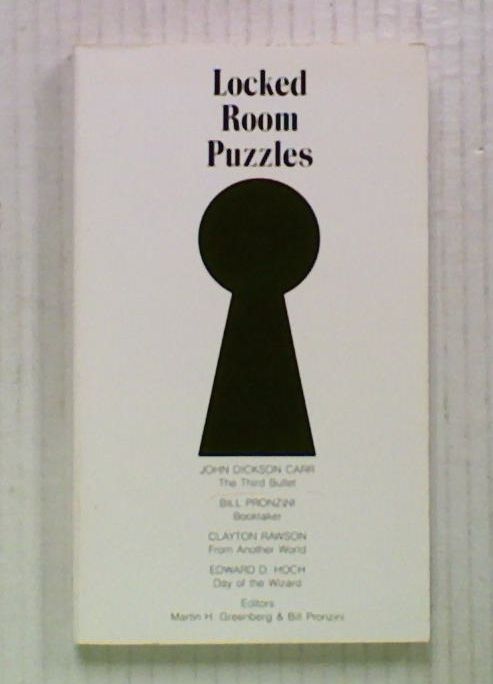 Locked
Room
Puzzles
JOHN DICKSON CARR
The Third Bullet
BILL PRONZINI
Booktaker
CLAYTON RAWSON
From Another World
EDWARD D. HOCH
Day of the Wizard
Editors
Martin H. Greenberg & Bill Pronzini